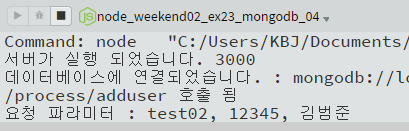 node_weekend02_ex23_mongodb_04
Command: node "C:/Users/KBJ/Documents/
서버가 실행 되었습니다. 3000
데이터베이스에 연결되었습니다. : mongodb://lo
/process/adduser 호출 됨
요청 파라미터 : test02, 12345, 김범준